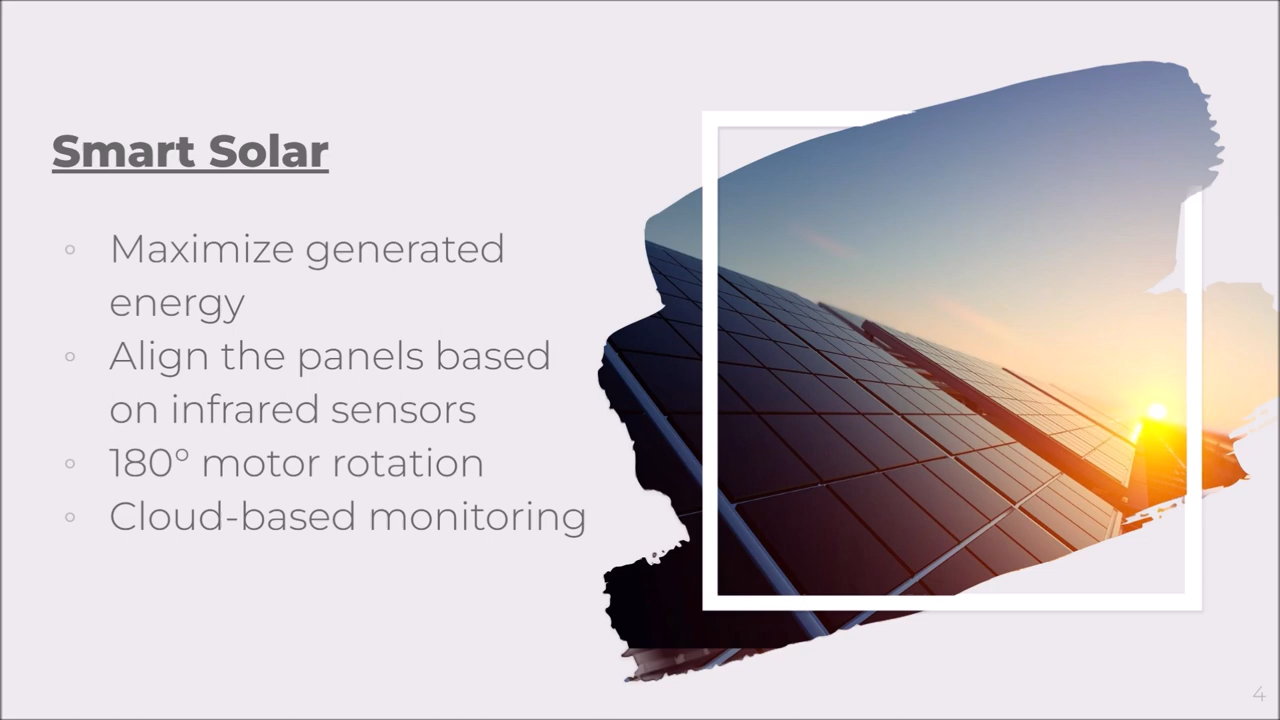 Smart Solar
Maximize generated
energy
Align the panels based
on infrared sensors
180° motor rotation
Cloud-based monitoring
4